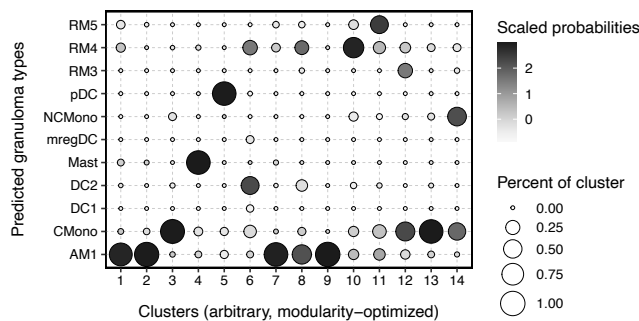 Predicted granuloma types
RM5
RM4
RM3
pDC
NCMono
mregDC
Mast
DC2
DC1
CMono
AM1
1 2 3 4 5 6 7 8 9 10 11 12 13 14
Clusters (arbitrary, modularity−optimized)
Scaled probabilities
2
1
0
Percent of cluster
0.00
0.25
0.50
0.75
1.00